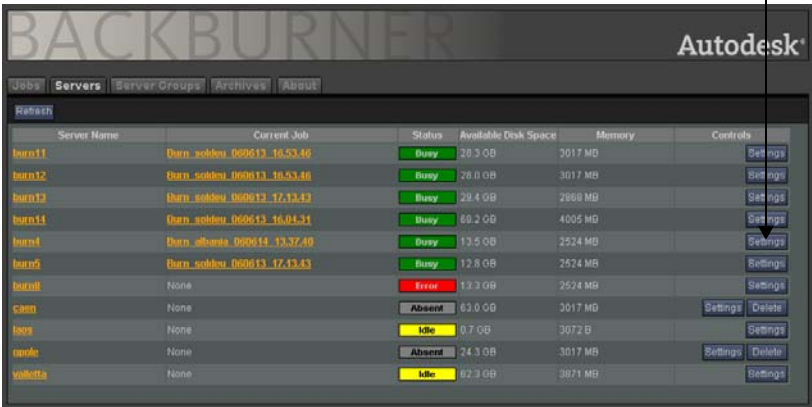 BACKBURNER
Autodesk
Jobs Servers Server Groups Archives About
Refresh
Server Name Current Job Status Available Disk Space Memory Controls
burn11 Burn_soldeu_060613_16.53.46 Busy 28.3 GB 3017 MB Settings
burn12 Burn_soldeu_060613_16.53.46 Busy 28.0 GB 3017 MB Settings
burn13 Burn_soldeu_060613_17.13.43 Busy 29.4 GB 2868 MB Settings
burn14 Burn_soldeu_060613_16.04.31 Busy 69.2 GB 4005 MB Settings
burn4 Burn_albania_060614_13.37.40 Busy 13.5 GB 2524 MB Settings
burn5 Burn_soldeu_060613_17.13.43 Busy 12.8 GB 2524 MB Settings
burn8 None Error 13.3 GB 2524 MB Settings
caen None Absent 63.0 GB 3017 MB Settings Delete
laos None Idle 0.7 GB 3072 B Settings
opole None Absent 24.3 GB 3017 MB Settings Delete
valletta None Idle 62.3 GB 3871 MB Settings